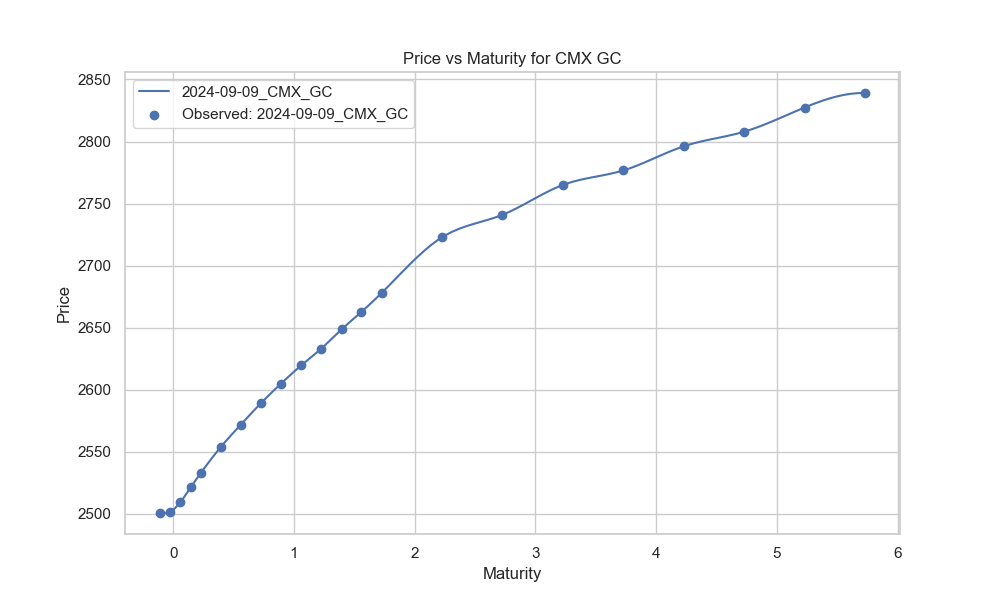 Price vs Maturity for CMX GC
2024-09-09_CMX_GC
Observed: 2024-09-09_CMX_GC
2850
2800
2750
2700
2650
2600
2550
2500
Price
0 1 2 3 4 5 6
Maturity